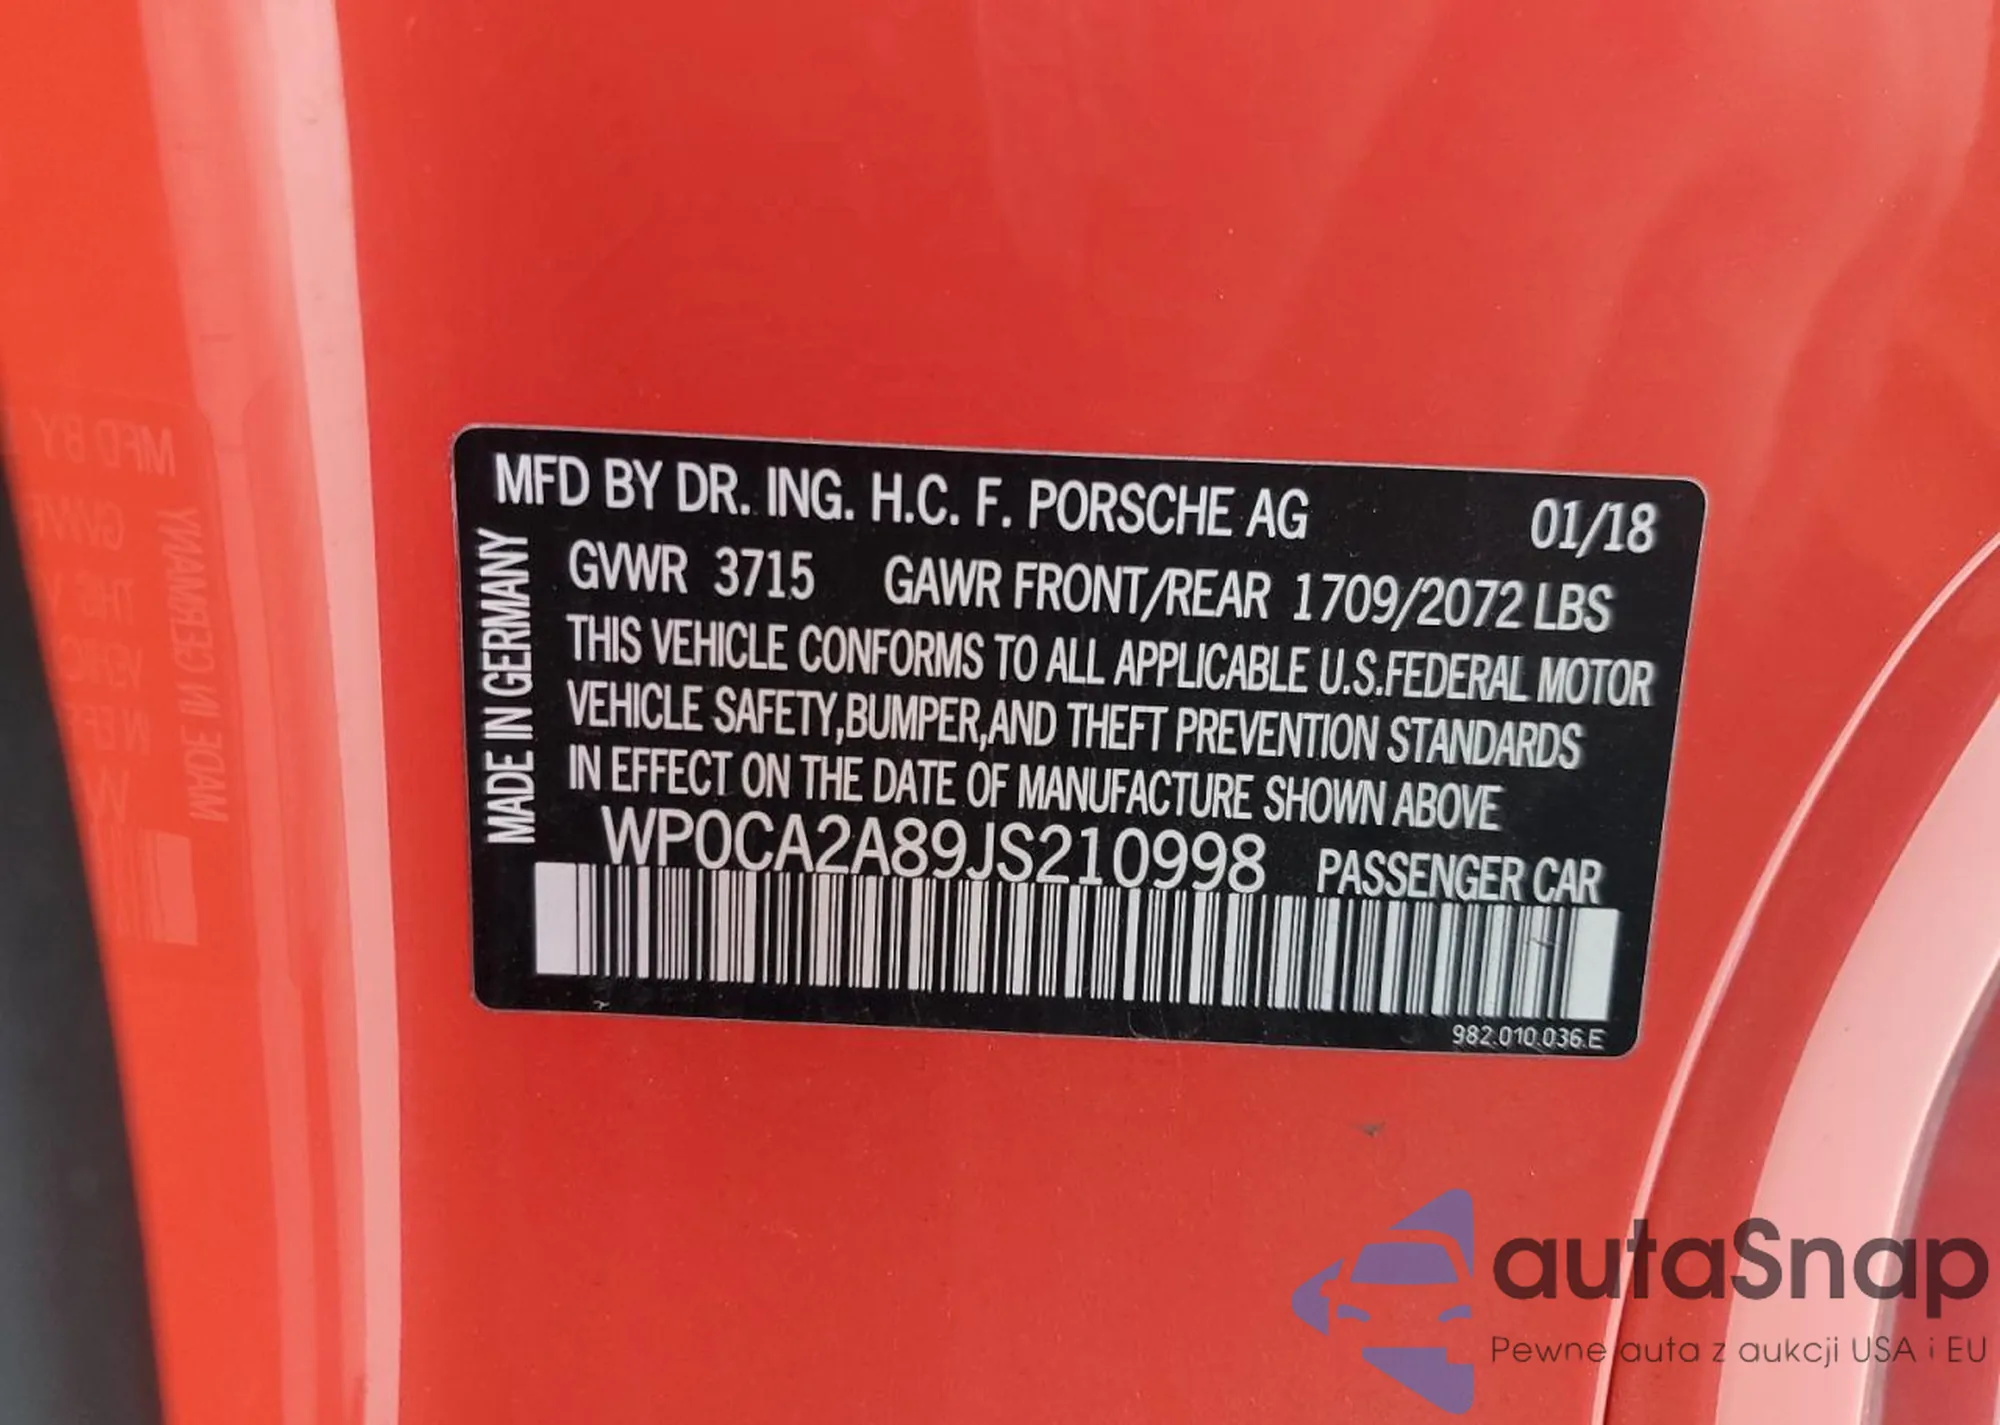 MFD BY DR. ING. H.C. F. PORSCHE AG 01/18
GVWR 3715 GAWR FRONT/REAR 1709/2072 LBS
THIS VEHICLE CONFORMS TO ALL APPLICABLE U.S.FEDERAL MOTOR
VEHICLE SAFETY,BUMPER,AND THEFT PREVENTION STANDARDS
IN EFFECT ON THE DATE OF MANUFACTURE SHOWN ABOVE
WP0CA2A89JS210998 PASSENGER CAR
MADE IN GERMANY
982.010.036.E
autaSnap
Pewne auta z aukcji USA i EU